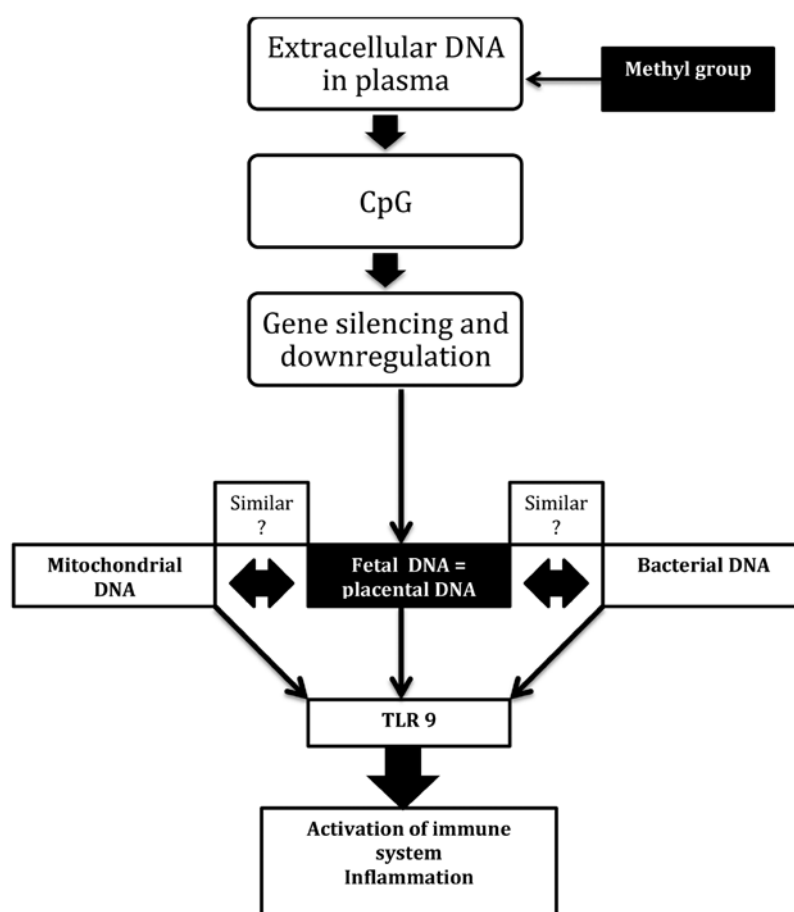 Extracellular DNA
in plasma
Methyl group
CpG
Gene silencing and
downregulation
Similar
?
Similar
?
Mitochondrial
DNA
Fetal DNA =
placental DNA
Bacterial DNA
TLR 9
Activation of immune
system
Inflammation